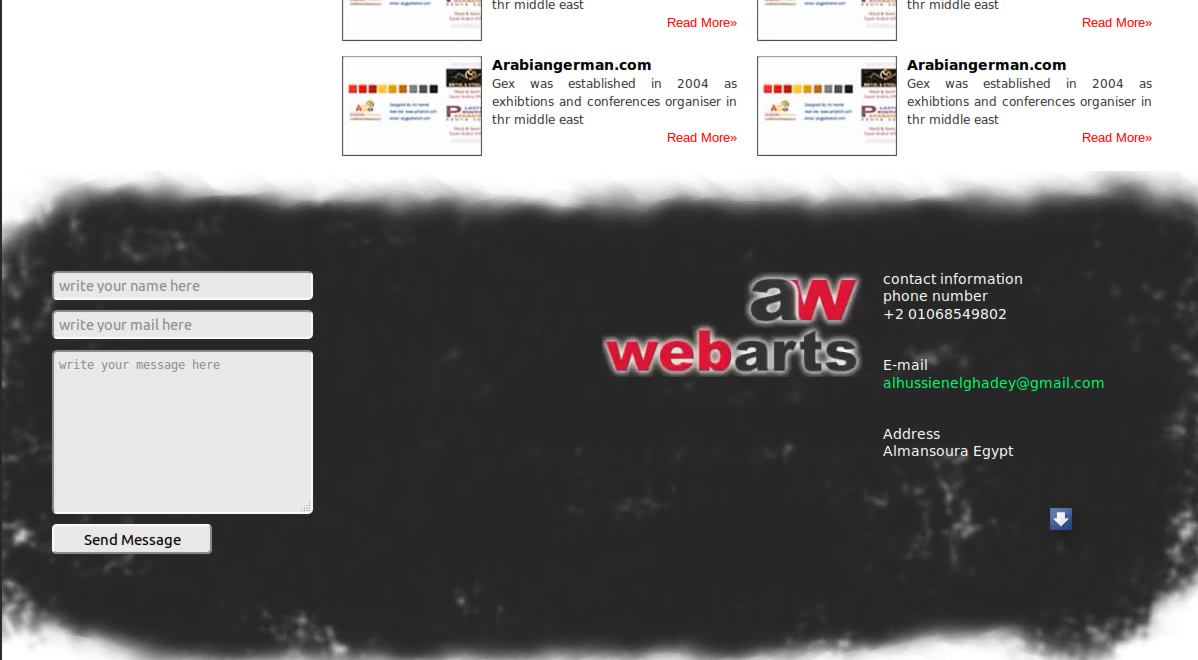 thr middle east
Read More»
thr middle east
Read More»
Arabiangerman.com
Gex was established in 2004 as
exhibtions and conferences organiser in
thr middle east
Read More»
Arabiangerman.com
Gex was established in 2004 as
exhibtions and conferences organiser in
thr middle east
Read More»
write your name here
write your mail here
write your message here
Send Message
aw
webarts
contact information
phone number
+2 01068549802
E-mail
alhussienelghadey@gmail.com
Address
Almansoura Egypt